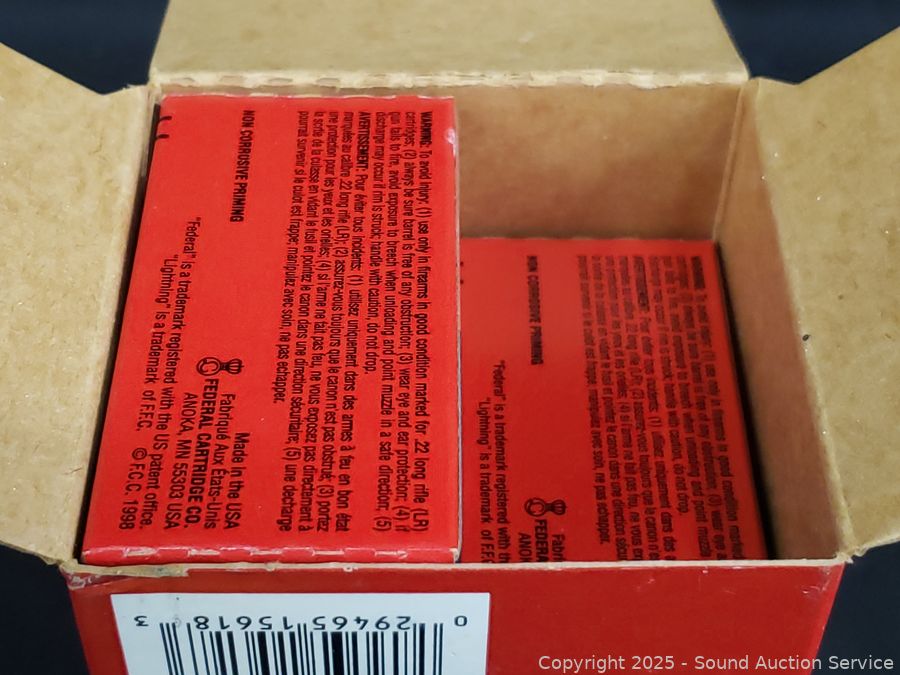 WARNING: To avoid injury; (1) use only in firearms in good condition marked for .22 long rifle (LR)
cartridges; (2) always be sure barrel is free of any obstruction; (3) wear eye and ear protection; (4) if
gun fails to fire, avoid exposure to breech when unloading and point muzzle in a safe direction; (5)
discharge may occur if rim is struck; handle with caution, do not drop.
AVERTISSEMENT: Pour éviter tous incidents: (1) utilisez uniquement dans des armes à feu en bon état
marquées au calibre .22 long rifle (LR); (2) assurez-vous toujours que le canon n'est pas obstrué; (3) portez
une protection pour les yeux et les oreilles; (4) si l'arme ne fait pas feu, ne vous exposez pas directement à
la sortie de la culasse en vidant le fusil et pointez le canon dans une direction sécuritaire; (5) une décharge
pourrait survenir si le culot est frappé; manipulez avec soin, ne pas échapper.
NON CORROSIVE PRIMING
Made in the USA
Fabriqué Aux États-Unis
FEDERAL CARTRIDGE CO.
ANOKA, MN 55303 USA
"Federal" is a trademark registered with the US patent office.
"Lightning" is a trademark of F.F.C. ©F.C.C. 1998
NON CORROSIVE PRIMING
Fabri
FEDERA
ANOK
"Federal" is a trademark registered with th
"Lightning" is a trademark of F.F
0 29465 15618 3
Copyright 2025 - Sound Auction Service